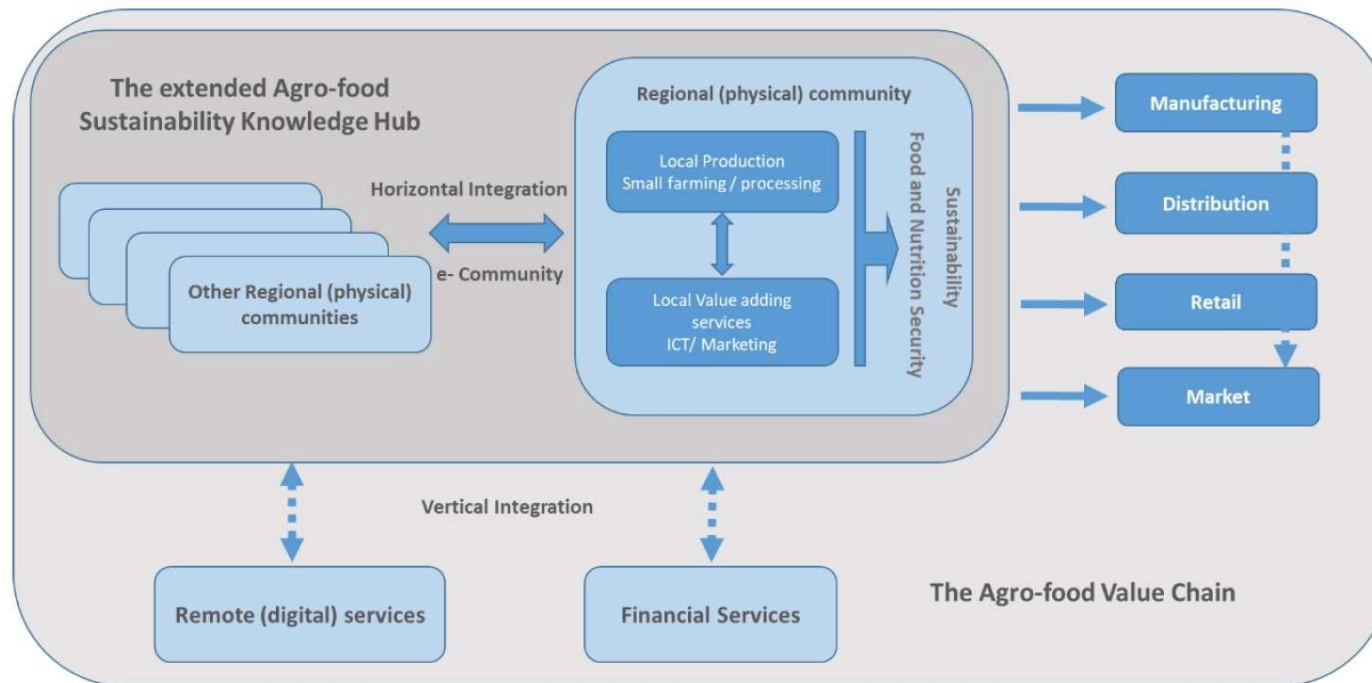 The extended Agro-food
Sustainability Knowledge Hub
Other Regional (physical)
communities
Horizontal Integration
e- Community
Regional (physical) community
Local Production
Small farming / processing
Local Value adding
services
ICT/ Marketing
Food and Nutrition Security
Sustainability
Manufacturing
Distribution
Retail
Market
Vertical Integration
Remote (digital) services
Financial Services
The Agro-food Value Chain